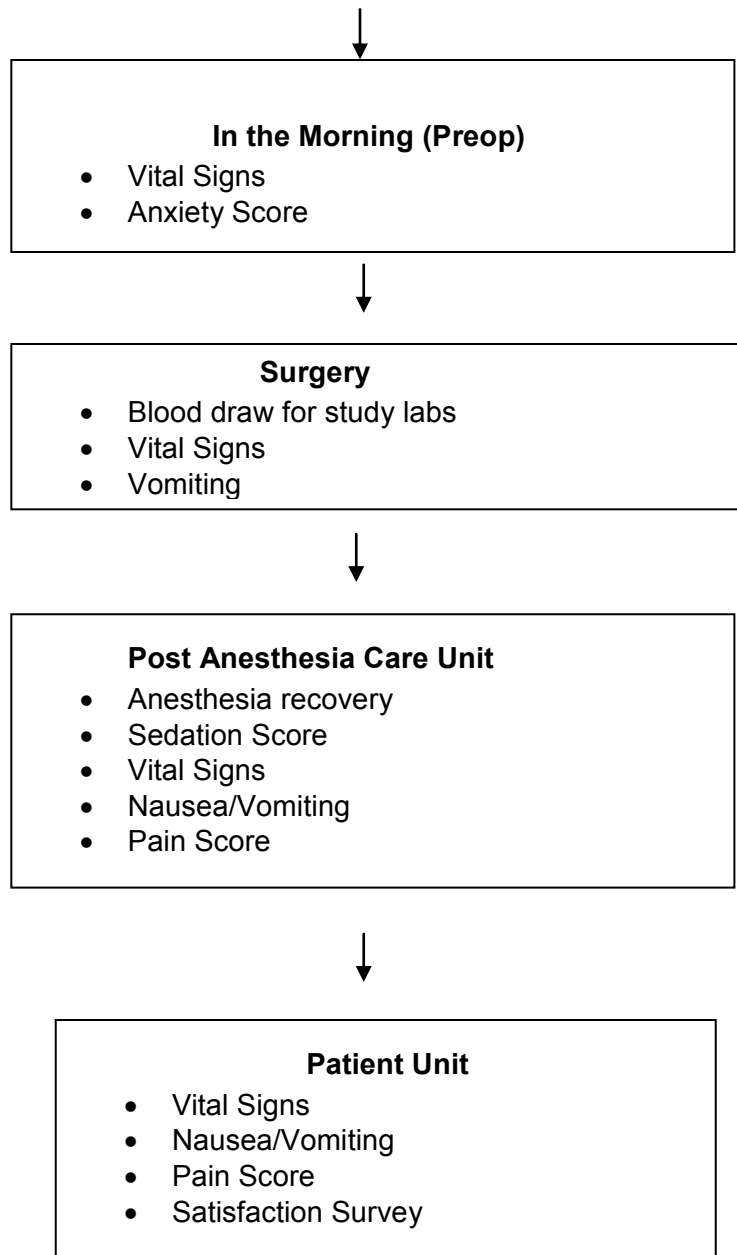 In the Morning (Preop)
• Vital Signs
• Anxiety Score
Surgery
• Blood draw for study labs
• Vital Signs
• Vomiting
Post Anesthesia Care Unit
• Anesthesia recovery
• Sedation Score
• Vital Signs
• Nausea/Vomiting
• Pain Score
Patient Unit
• Vital Signs
• Nausea/Vomiting
• Pain Score
• Satisfaction Survey